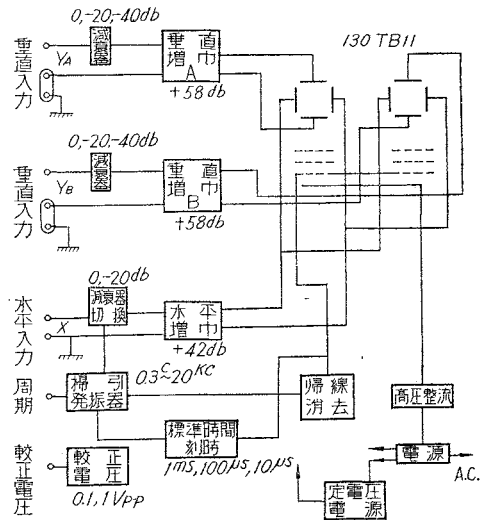 0,-20,-40db
130 TB11
垂直入力
YA
減衰器
垂直
増巾
A
+58db
0,-20,-40db
垂直入力
YB
減衰器
垂直
増巾
B
+58db
0,-20db
水平入力
X
減衰器
切換
水平
増巾
+42db
周期
掃引
発振器
0.3C~20KC
帰線
消去
高圧整流
標準時間
刻時
1ms,100μs,10μs
電源
A.C.
較正電圧
較正
電圧
0.1,1Vp-p
定電圧
電源